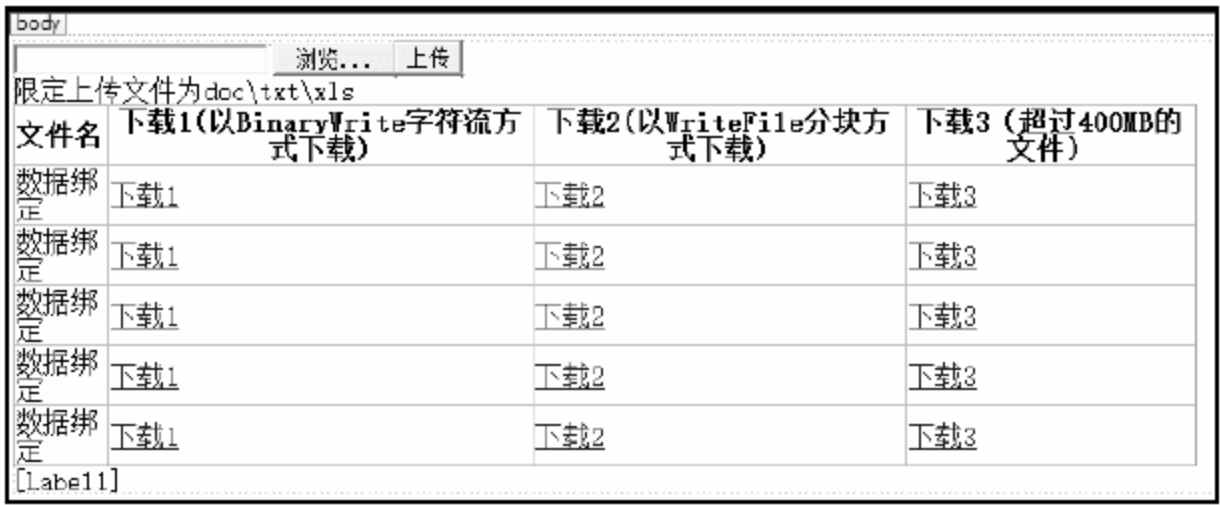 body
浏览... 上传
限定上传文件为doc\txt\xls
文件名 下载1(以BinaryWrite字符流方式下载) 下载2(以WriteFile分块方式下载) 下载3（超过400MB的文件）
数据绑定 下载1 下载2 下载3
数据绑定 下载1 下载2 下载3
数据绑定 下载1 下载2 下载3
数据绑定 下载1 下载2 下载3
数据绑定 下载1 下载2 下载3
[Label1]